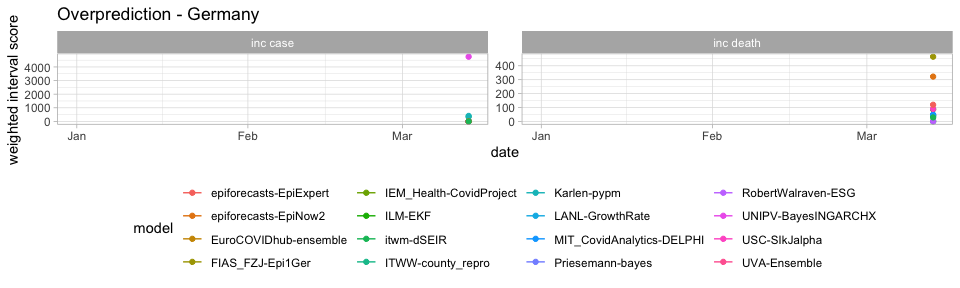 Overprediction - Germany
weighted interval score
inc case
inc death
4000
3000
2000
1000
0
400
300
200
100
0
Jan
Feb
Mar
Jan
Feb
Mar
date
model
epiforecasts-EpiExpert
epiforecasts-EpiNow2
EuroCOVIDhub-ensemble
FIAS_FZJ-Epi1Ger
IEM_Health-CovidProject
ILM-EKF
itwm-dSEIR
ITWW-county_repro
Karlen-pypm
LANL-GrowthRate
MIT_CovidAnalytics-DELPHI
Priesemann-bayes
RobertWalraven-ESG
UNIPV-BayesINGARCHX
USC-SIkJalpha
UVA-Ensemble